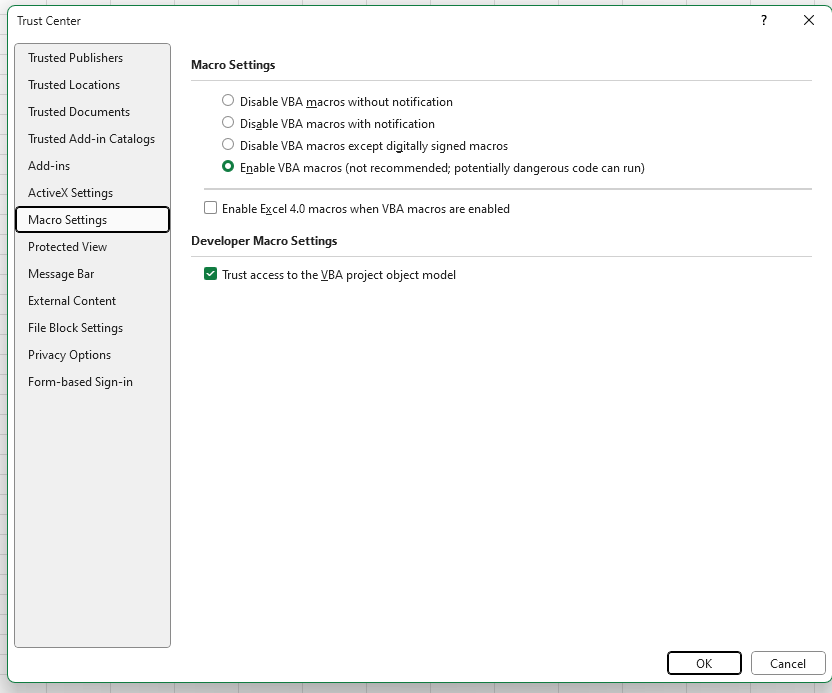 Trust Center
?
Trusted Publishers
Trusted Locations
Trusted Documents
Trusted Add-in Catalogs
Add-ins
ActiveX Settings
Macro Settings
Protected View
Message Bar
External Content
File Block Settings
Privacy Options
Form-based Sign-in
Macro Settings
Disable VBA macros without notification
Disable VBA macros with notification
Disable VBA macros except digitally signed macros
Enable VBA macros (not recommended; potentially dangerous code can run)
Enable Excel 4.0 macros when VBA macros are enabled
Developer Macro Settings
Trust access to the VBA project object model
OK
Cancel